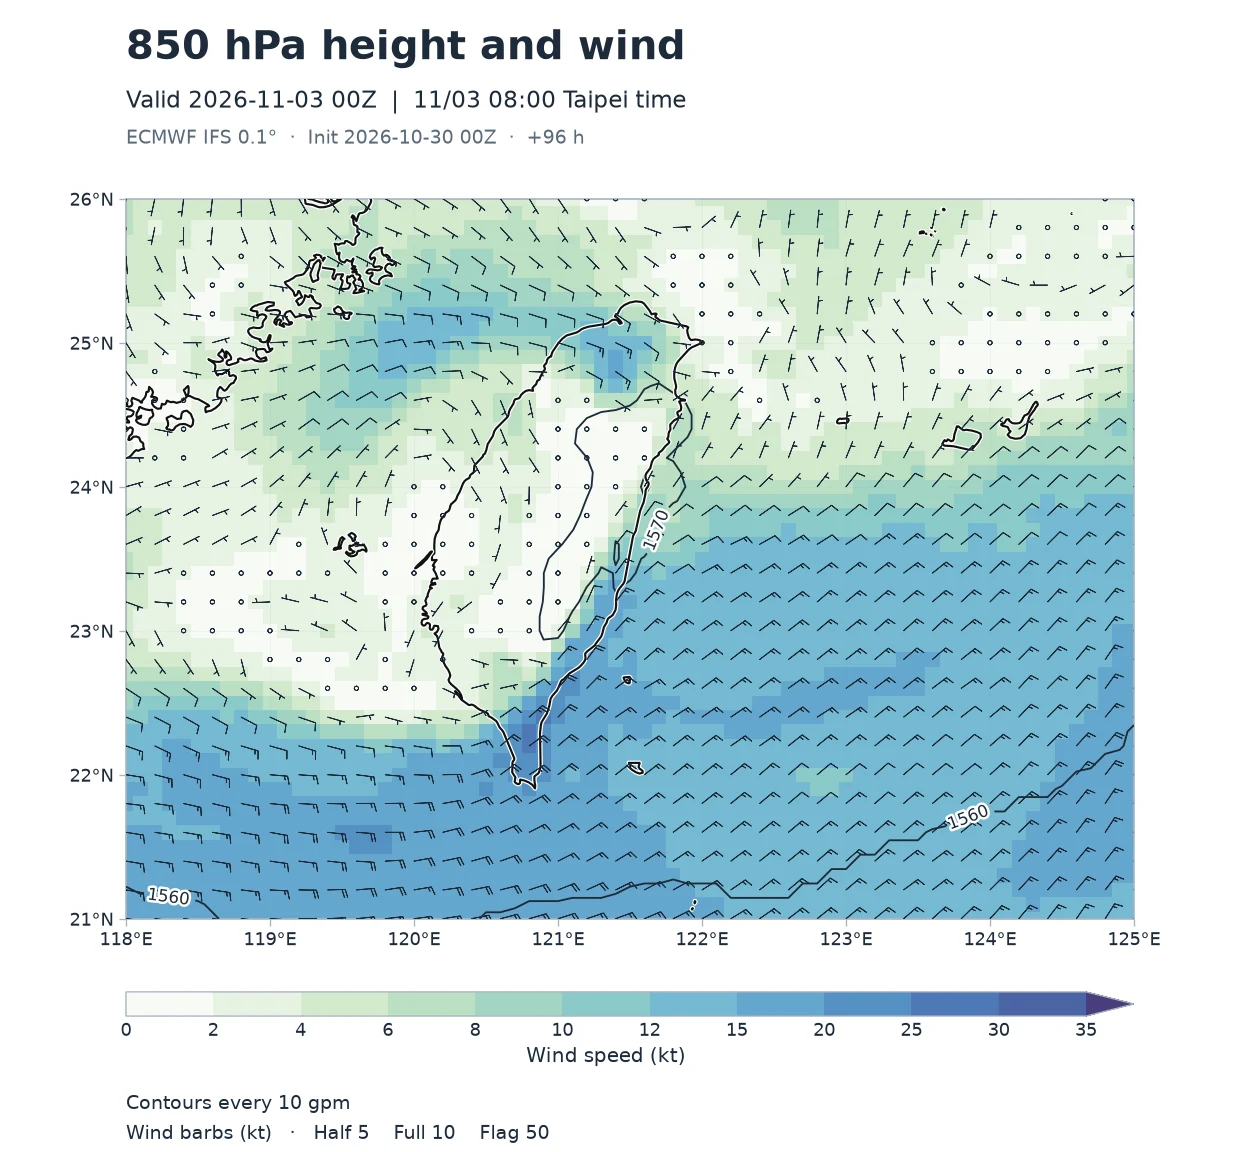 850 hPa height and wind
Valid 2026-11-03 00Z | 11/03 08:00 Taipei time
ECMWF IFS 0.1° · Init 2026-10-30 00Z · +96 h
26°N
25°N
24°N
23°N
22°N
21°N
1570
1560
1560
118°E 119°E 120°E 121°E 122°E 123°E 124°E 125°E
0 2 4 6 8 10 12 15 20 25 30 35
Wind speed (kt)
Contours every 10 gpm
Wind barbs (kt) · Half 5 Full 10 Flag 50